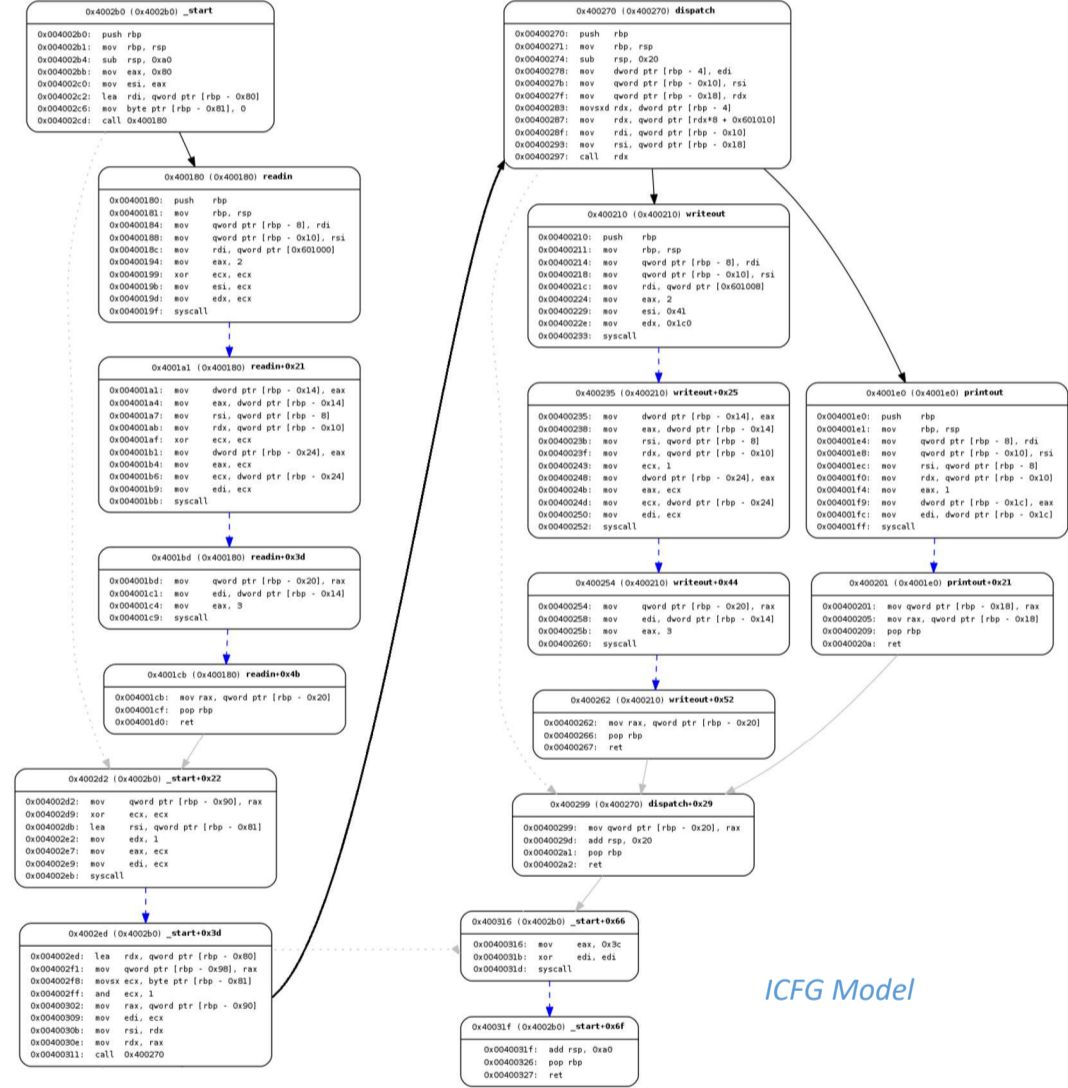 0x4002b0 (0x4002b0) _start
0x004002b0: push rbp
0x004002b1: mov rbp, rsp
0x004002b4: sub rsp, 0xa0
0x004002bb: mov eax, 0x80
0x004002c0: mov esi, eax
0x004002c2: lea rdi, qword ptr [rbp - 0x80]
0x004002c6: mov byte ptr [rbp - 0x81], 0
0x004002cd: call 0x400180
0x400180 (0x400180) readin
0x00400180: push rbp
0x00400181: mov rbp, rsp
0x00400184: mov qword ptr [rbp - 8], rdi
0x00400188: mov qword ptr [rbp - 0x10], rsi
0x0040018c: mov rdi, qword ptr [0x601000]
0x00400194: mov eax, 2
0x00400199: xor ecx, ecx
0x0040019b: mov esi, ecx
0x0040019d: mov edx, ecx
0x0040019f: syscall
0x4001a1 (0x400180) readin+0x21
0x004001a1: mov dword ptr [rbp - 0x14], eax
0x004001a4: mov eax, dword ptr [rbp - 0x14]
0x004001a7: mov rsi, qword ptr [rbp - 8]
0x004001ab: mov rdx, qword ptr [rbp - 0x10]
0x004001af: xor ecx, ecx
0x004001b1: mov dword ptr [rbp - 0x24], eax
0x004001b4: mov eax, ecx
0x004001b6: mov ecx, dword ptr [rbp - 0x24]
0x004001b9: mov edi, ecx
0x004001bb: syscall
0x4001bd (0x400180) readin+0x3d
0x004001bd: mov qword ptr [rbp - 0x20], rax
0x004001c1: mov edi, dword ptr [rbp - 0x14]
0x004001c4: mov eax, 3
0x004001c9: syscall
0x4001cb (0x400180) readin+0x4b
0x004001cb: mov rax, qword ptr [rbp - 0x20]
0x004001cf: pop rbp
0x004001d0: ret
0x4002d2 (0x4002b0) _start+0x22
0x004002d2: mov qword ptr [rbp - 0x90], rax
0x004002d9: xor ecx, ecx
0x004002db: lea rsi, qword ptr [rbp - 0x81]
0x004002e2: mov edx, 1
0x004002e7: mov eax, ecx
0x004002e9: mov edi, ecx
0x004002eb: syscall
0x4002ed (0x4002b0) _start+0x3d
0x004002ed: lea rdx, qword ptr [rbp - 0x80]
0x004002f1: mov qword ptr [rbp - 0x98], rax
0x004002f8: movsx ecx, byte ptr [rbp - 0x81]
0x004002ff: and ecx, 1
0x00400302: mov rax, qword ptr [rbp - 0x90]
0x00400309: mov edi, ecx
0x0040030b: mov rsi, rdx
0x0040030e: mov rdx, rax
0x00400311: call 0x400270
0x400270 (0x400270) dispatch
0x00400270: push rbp
0x00400271: mov rbp, rsp
0x00400274: sub rsp, 0x20
0x00400278: mov dword ptr [rbp - 4], edi
0x0040027b: mov qword ptr [rbp - 0x10], rsi
0x0040027f: mov qword ptr [rbp - 0x18], rdx
0x00400283: movsxd rdx, dword ptr [rbp - 4]
0x00400287: mov rdx, qword ptr [rdx*8 + 0x601010]
0x0040028f: mov rdi, qword ptr [rbp - 0x10]
0x00400293: mov rsi, qword ptr [rbp - 0x18]
0x00400297: call rdx
0x400210 (0x400210) writeout
0x00400210: push rbp
0x00400211: mov rbp, rsp
0x00400214: mov qword ptr [rbp - 8], rdi
0x00400218: mov qword ptr [rbp - 0x10], rsi
0x0040021c: mov rdi, qword ptr [0x601008]
0x00400224: mov eax, 2
0x00400229: mov esi, 0x41
0x0040022e: mov edx, 0x1c0
0x00400233: syscall
0x400235 (0x400210) writeout+0x25
0x00400235: mov dword ptr [rbp - 0x14], eax
0x00400238: mov eax, dword ptr [rbp - 0x14]
0x0040023b: mov rsi, qword ptr [rbp - 8]
0x0040023f: mov rdx, qword ptr [rbp - 0x10]
0x00400243: mov ecx, 1
0x00400248: mov dword ptr [rbp - 0x24], eax
0x0040024b: mov eax, ecx
0x0040024d: mov ecx, dword ptr [rbp - 0x24]
0x00400250: mov edi, ecx
0x00400252: syscall
0x400254 (0x400210) writeout+0x44
0x00400254: mov qword ptr [rbp - 0x20], rax
0x00400258: mov edi, dword ptr [rbp - 0x14]
0x0040025b: mov eax, 3
0x00400260: syscall
0x400262 (0x400210) writeout+0x52
0x00400262: mov rax, qword ptr [rbp - 0x20]
0x00400266: pop rbp
0x00400267: ret
0x4001e0 (0x4001e0) printout
0x004001e0: push rbp
0x004001e1: mov rbp, rsp
0x004001e4: mov qword ptr [rbp - 8], rdi
0x004001e8: mov qword ptr [rbp - 0x10], rsi
0x004001ec: mov rsi, qword ptr [rbp - 8]
0x004001f0: mov rdx, qword ptr [rbp - 0x10]
0x004001f4: mov eax, 1
0x004001f9: mov dword ptr [rbp - 0x1c], eax
0x004001fc: mov edi, dword ptr [rbp - 0x1c]
0x004001ff: syscall
0x400201 (0x4001e0) printout+0x21
0x00400201: mov qword ptr [rbp - 0x18], rax
0x00400205: mov rax, qword ptr [rbp - 0x18]
0x00400209: pop rbp
0x0040020a: ret
0x400299 (0x400270) dispatch+0x29
0x00400299: mov qword ptr [rbp - 0x20], rax
0x0040029d: add rsp, 0x20
0x004002a1: pop rbp
0x004002a2: ret
0x400316 (0x4002b0) _start+0x66
0x00400316: mov eax, 0x3c
0x0040031b: xor edi, edi
0x0040031d: syscall
0x40031f (0x4002b0) _start+0x6f
0x0040031f: add rsp, 0xa0
0x00400326: pop rbp
0x00400327: ret
ICFG Model